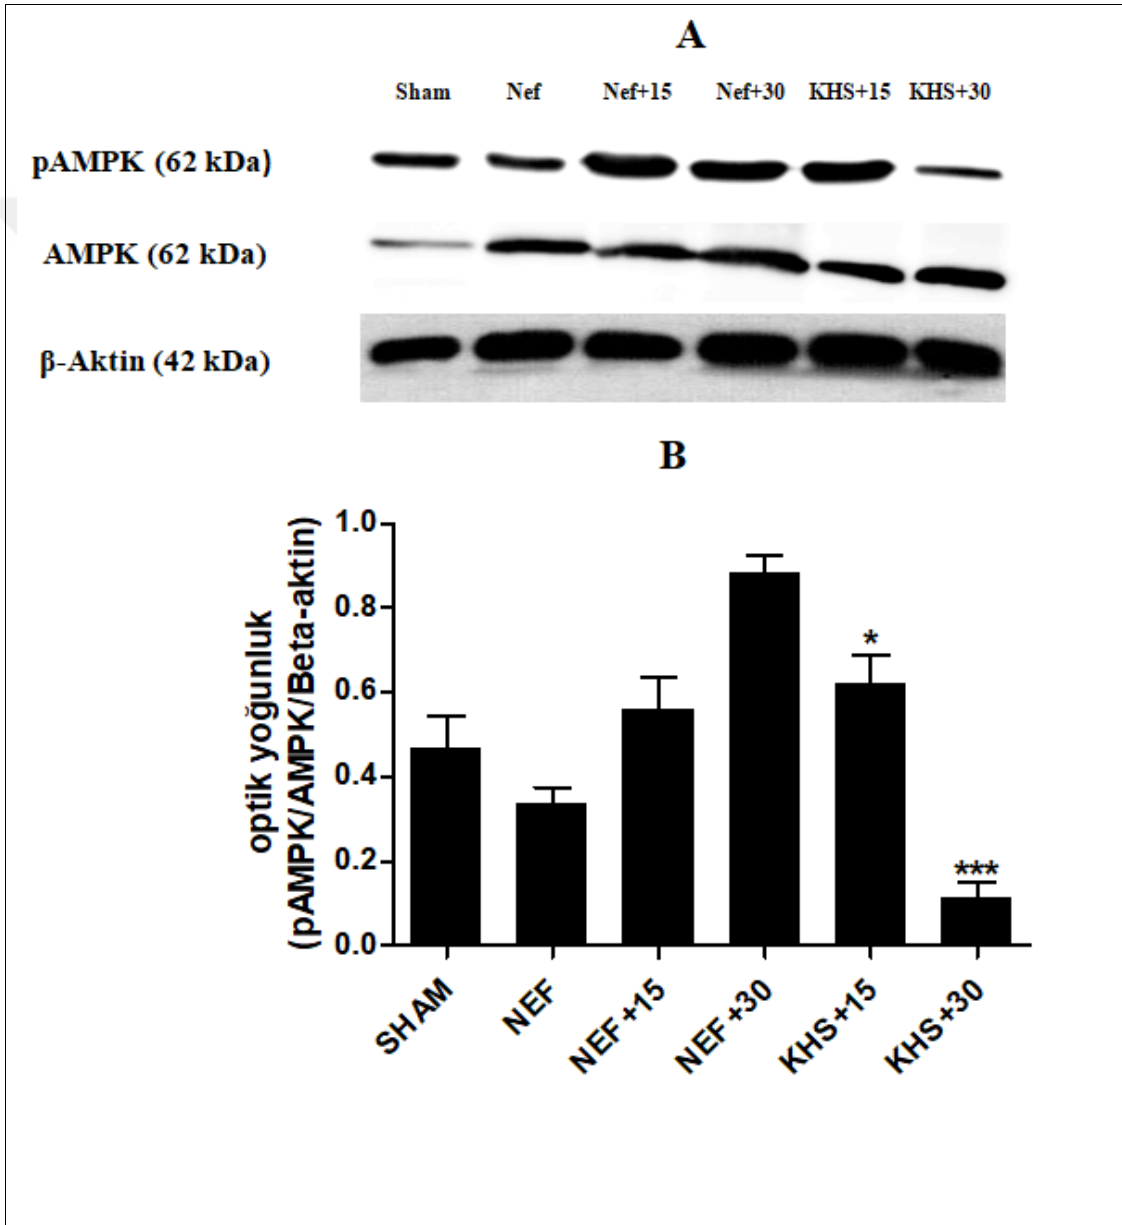 A
Sham Nef Nef+15 Nef+30 KHS+15 KHS+30
pAMPK (62 kDa)
AMPK (62 kDa)
β-Aktin (42 kDa)
B
optik yoğunluk
(pAMPK/AMPK/Beta-aktin)
1.0
0.8
0.6
0.4
0.2
0.0
*
***
SHAM
NEF
NEF+15
NEF+30
KHS+15
KHS+30